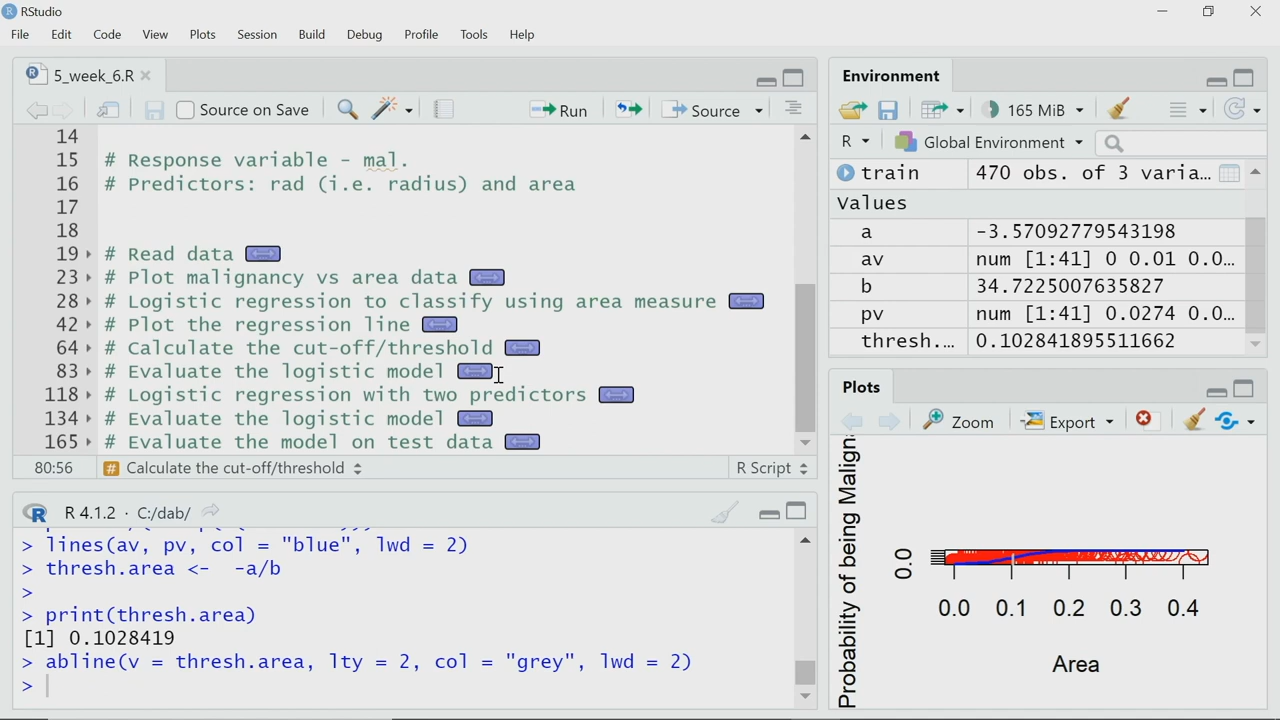 RStudio
File Edit Code View Plots Session Build Debug Profile Tools Help
5_week_6.R
Source on Save Run Source
14
15 # Response variable - mal.
16 # Predictors: rad (i.e. radius) and area
17
18
19 # Read data
23 # Plot malignancy vs area data
28 # Logistic regression to classify using area measure
42 # Plot the regression line
64 # Calculate the cut-off/threshold
83 # Evaluate the logistic model
118 # Logistic regression with two predictors
134 # Evaluate the logistic model
165 # Evaluate the model on test data
80:56 # Calculate the cut-off/threshold R Script
R 4.1.2 · C:/dab/
> lines(av, pv, col = "blue", lwd = 2)
> thresh.area <- -a/b
>
> print(thresh.area)
[1] 0.1028419
> abline(v = thresh.area, lty = 2, col = "grey", lwd = 2)
>
Environment
165 MiB
R Global Environment
train 470 obs. of 3 varia...
Values
a -3.57092779543198
av num [1:41] 0 0.01 0.0...
b 34.7225007635827
pv num [1:41] 0.0274 0.0...
thresh.... 0.102841895511662
Plots
Zoom Export
Probability of being Malign
0.0
0.0 0.1 0.2 0.3 0.4
Area